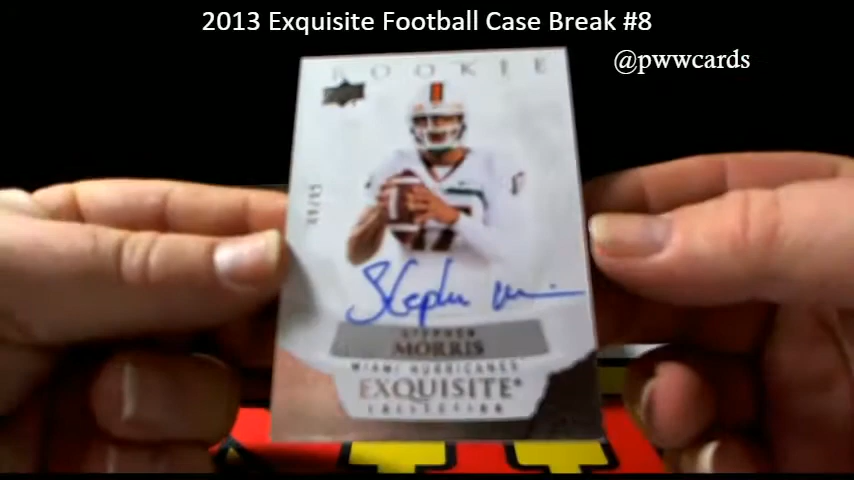 2013 Exquisite Football Case Break #8
@pwwcards
ROOKIE
STEPHEN
MORRIS
MIAMI HURRICANES
EXQUISITE
COLLECTION